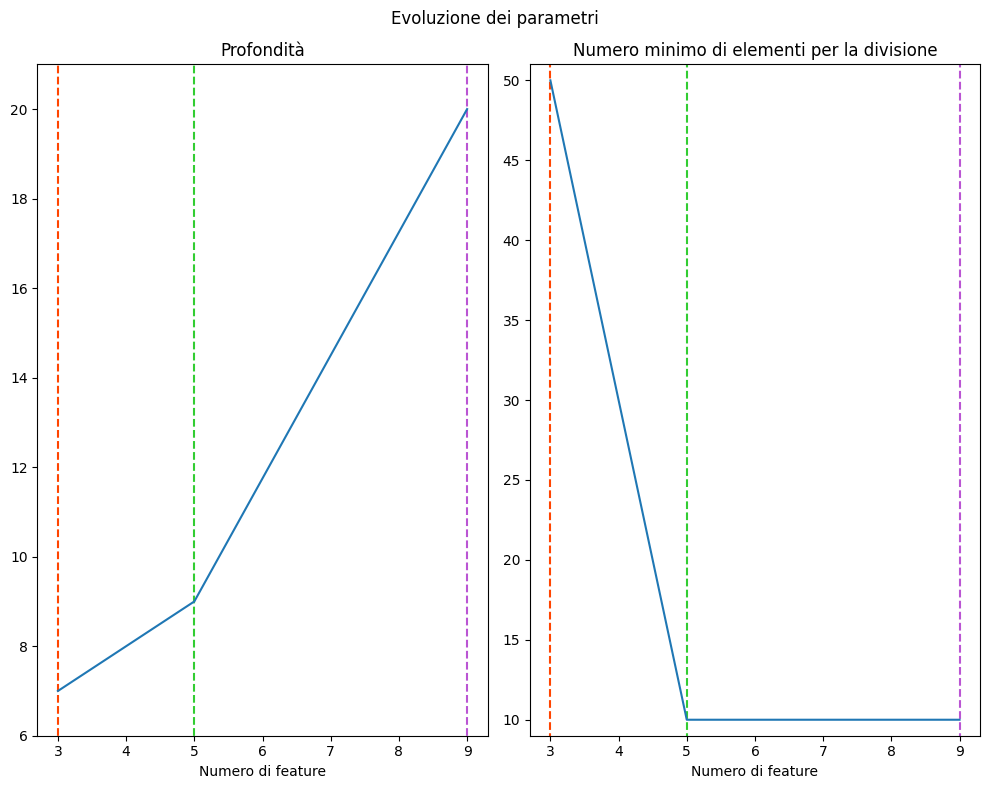 Evoluzione dei parametri
Profondità
20
18
16
14
12
10
8
6
3 4 5 6 7 8 9
Numero di feature
Numero minimo di elementi per la divisione
50
45
40
35
30
25
20
15
10
3 4 5 6 7 8 9
Numero di feature